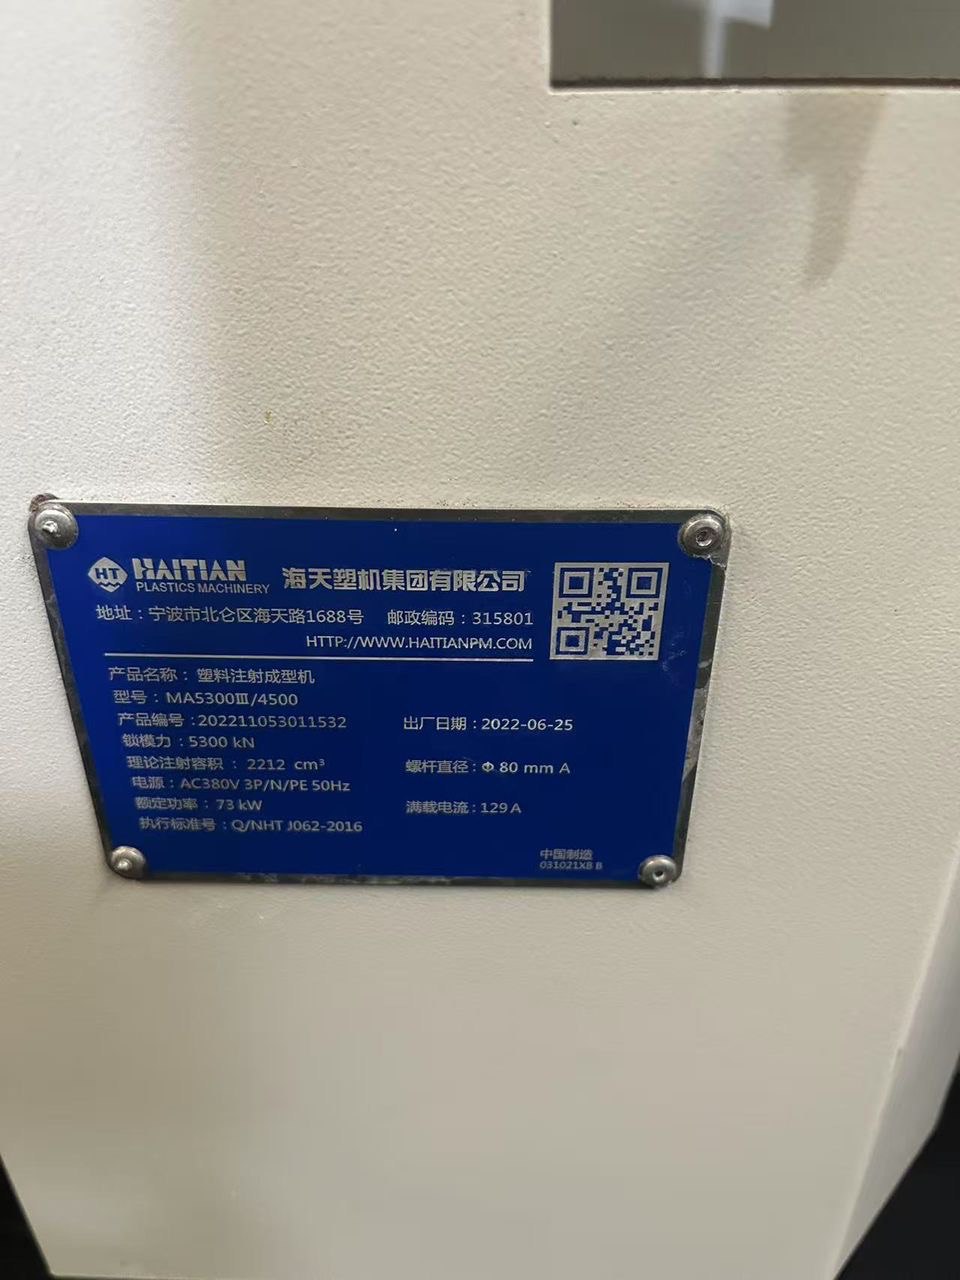 HT HAITIAN
PLASTICS MACHINERY
海天塑机集团有限公司
地址：宁波市北仑区海天路1688号 邮政编码：315801
HTTP://WWW.HAITIANPM.COM
产品名称：塑料注射成型机
型号：MA5300Ⅲ/4500
产品编号：202211053011532 出厂日期：2022-06-25
锁模力：5300 kN
理论注射容积：2212 cm³ 螺杆直径：Φ 80 mm A
电源：AC380V 3P/N/PE 50Hz
额定功率：73 kW 满载电流：129 A
执行标准号：Q/NHT J062-2016
中国制造
031021XB B